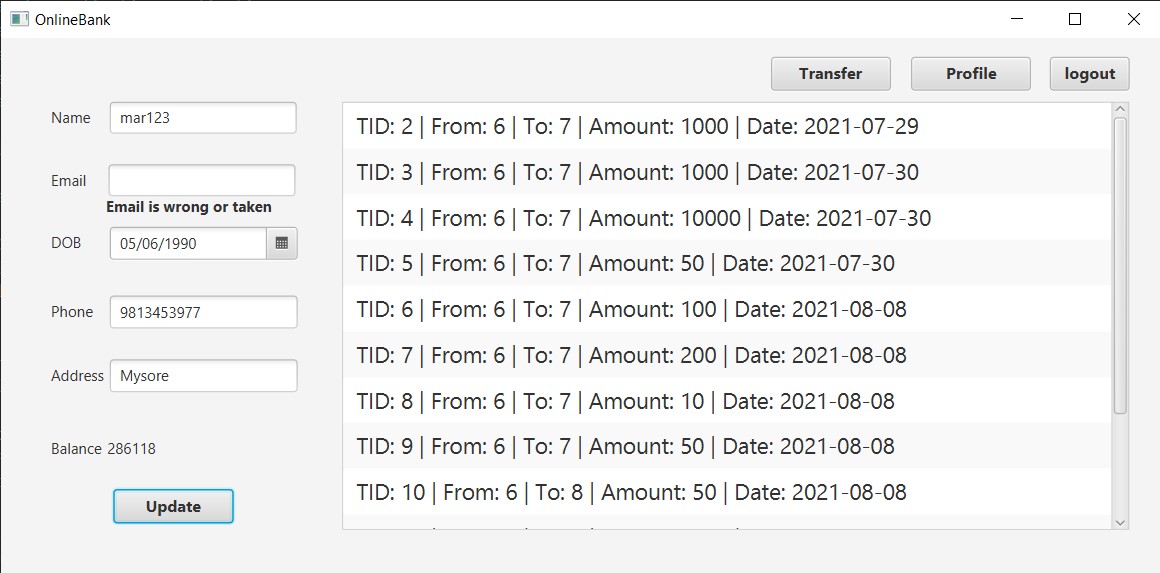 OnlineBank
Transfer
Profile
logout
Name
mar123
Email
Email is wrong or taken
DOB
05/06/1990
Phone
9813453977
Address
Mysore
Balance 286118
Update
TID: 2 | From: 6 | To: 7 | Amount: 1000 | Date: 2021-07-29
TID: 3 | From: 6 | To: 7 | Amount: 1000 | Date: 2021-07-30
TID: 4 | From: 6 | To: 7 | Amount: 10000 | Date: 2021-07-30
TID: 5 | From: 6 | To: 7 | Amount: 50 | Date: 2021-07-30
TID: 6 | From: 6 | To: 7 | Amount: 100 | Date: 2021-08-08
TID: 7 | From: 6 | To: 7 | Amount: 200 | Date: 2021-08-08
TID: 8 | From: 6 | To: 7 | Amount: 10 | Date: 2021-08-08
TID: 9 | From: 6 | To: 7 | Amount: 50 | Date: 2021-08-08
TID: 10 | From: 6 | To: 8 | Amount: 50 | Date: 2021-08-08